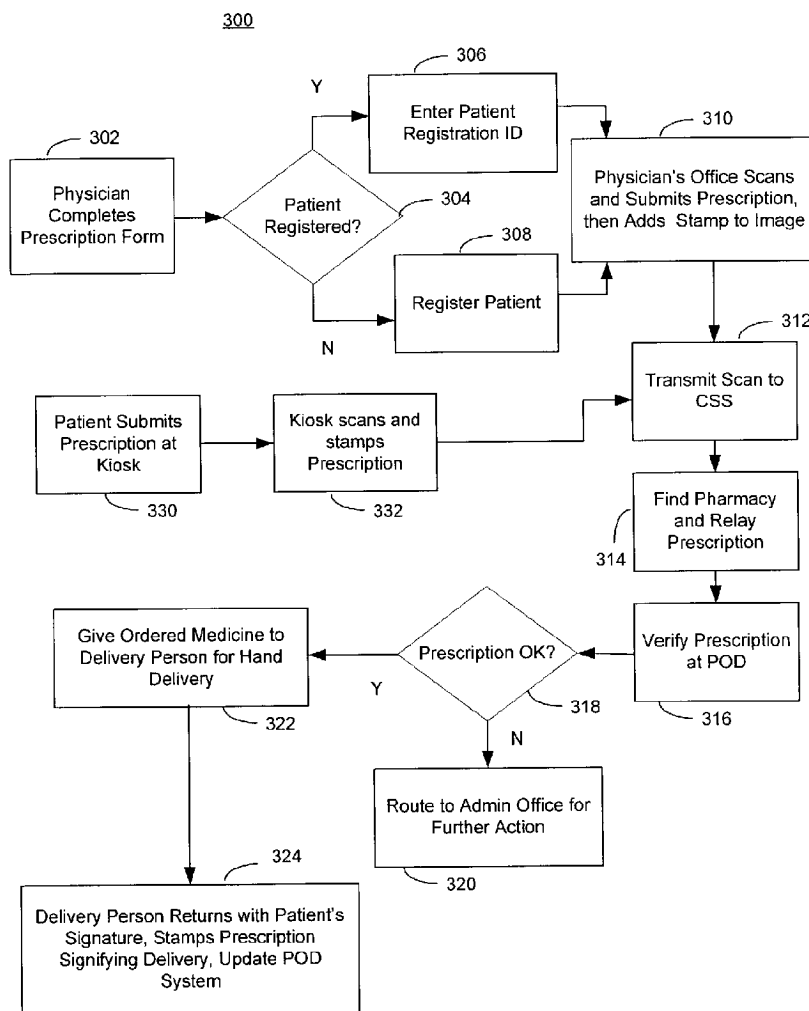 300
306
Y
Enter Patient
Registration ID
310
302
Physician
Completes
Prescription Form
Patient
Registered?
304
Physician's Office Scans
and Submits Prescription,
then Adds Stamp to Image
308
Register Patient
N
312
Transmit Scan to
CSS
Patient Submits
Prescription at
Kiosk
330
Kiosk scans and
stamps
Prescription
332
Find Pharmacy
and Relay
Prescription
314
Give Ordered Medicine to
Delivery Person for Hand
Delivery
322
Y
Prescription OK?
318
N
Verify Prescription
at POD
316
Route to Admin Office for
Further Action
320
324
Delivery Person Returns with Patient's
Signature, Stamps Prescription
Signifying Delivery, Update POD
System